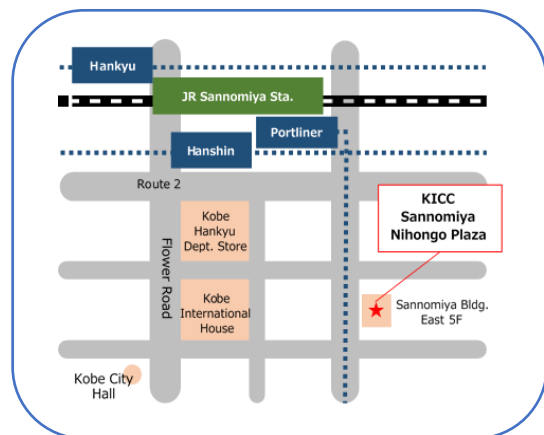 Hankyu
JR Sannomiya Sta.
Portliner
Hanshin
Route 2
KICC
Sannomiya
Nihongo Plaza
Kobe
Hankyu
Dept. Store
Flower Road
Kobe
International
House
Sannomiya Bldg.
East 5F
Kobe City
Hall